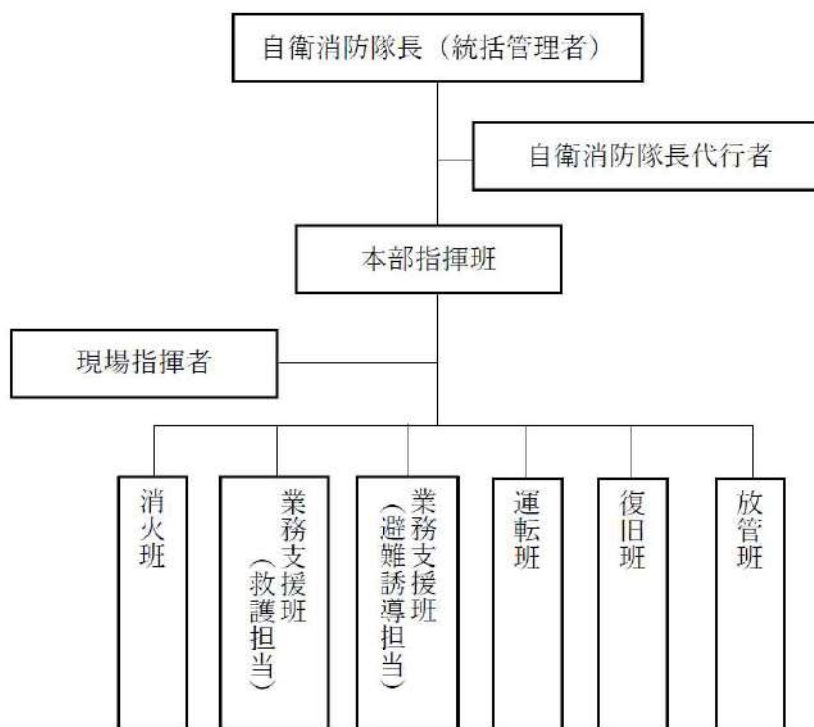 自衛消防隊長（統括管理者）
自衛消防隊長代行者
本部指揮班
現場指揮者
消火班
業務支援班
（救護担当）
業務支援班
（避難誘導担当）
運転班
復旧班
放管班